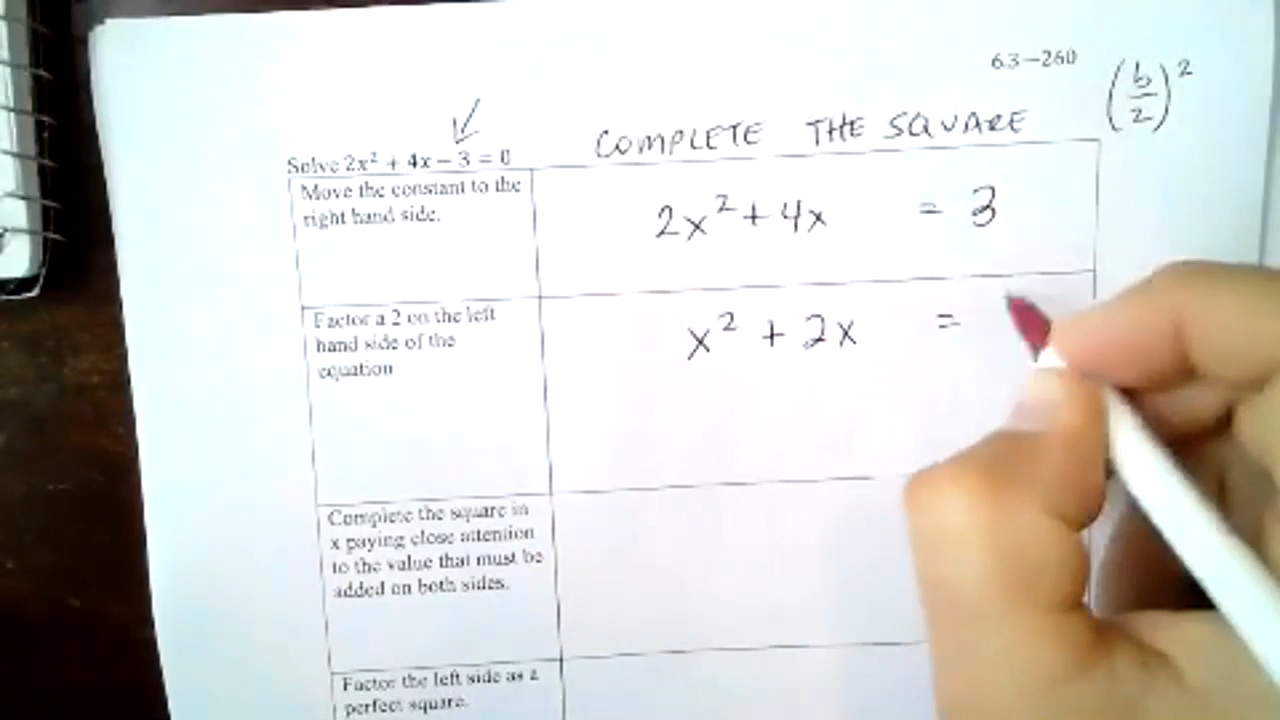 63-260
(b/2)²
COMPLETE THE SQUARE
Solve 2x² + 4x – 3 = 0
Move the constant to the
right hand side.
2x² + 4x = 3
Factor a 2 on the left
hand side of the
equation
x² + 2x =
Complete the square in
x paying close attention
to the value that must be
added on both sides.
Factor the left side as a
perfect square.